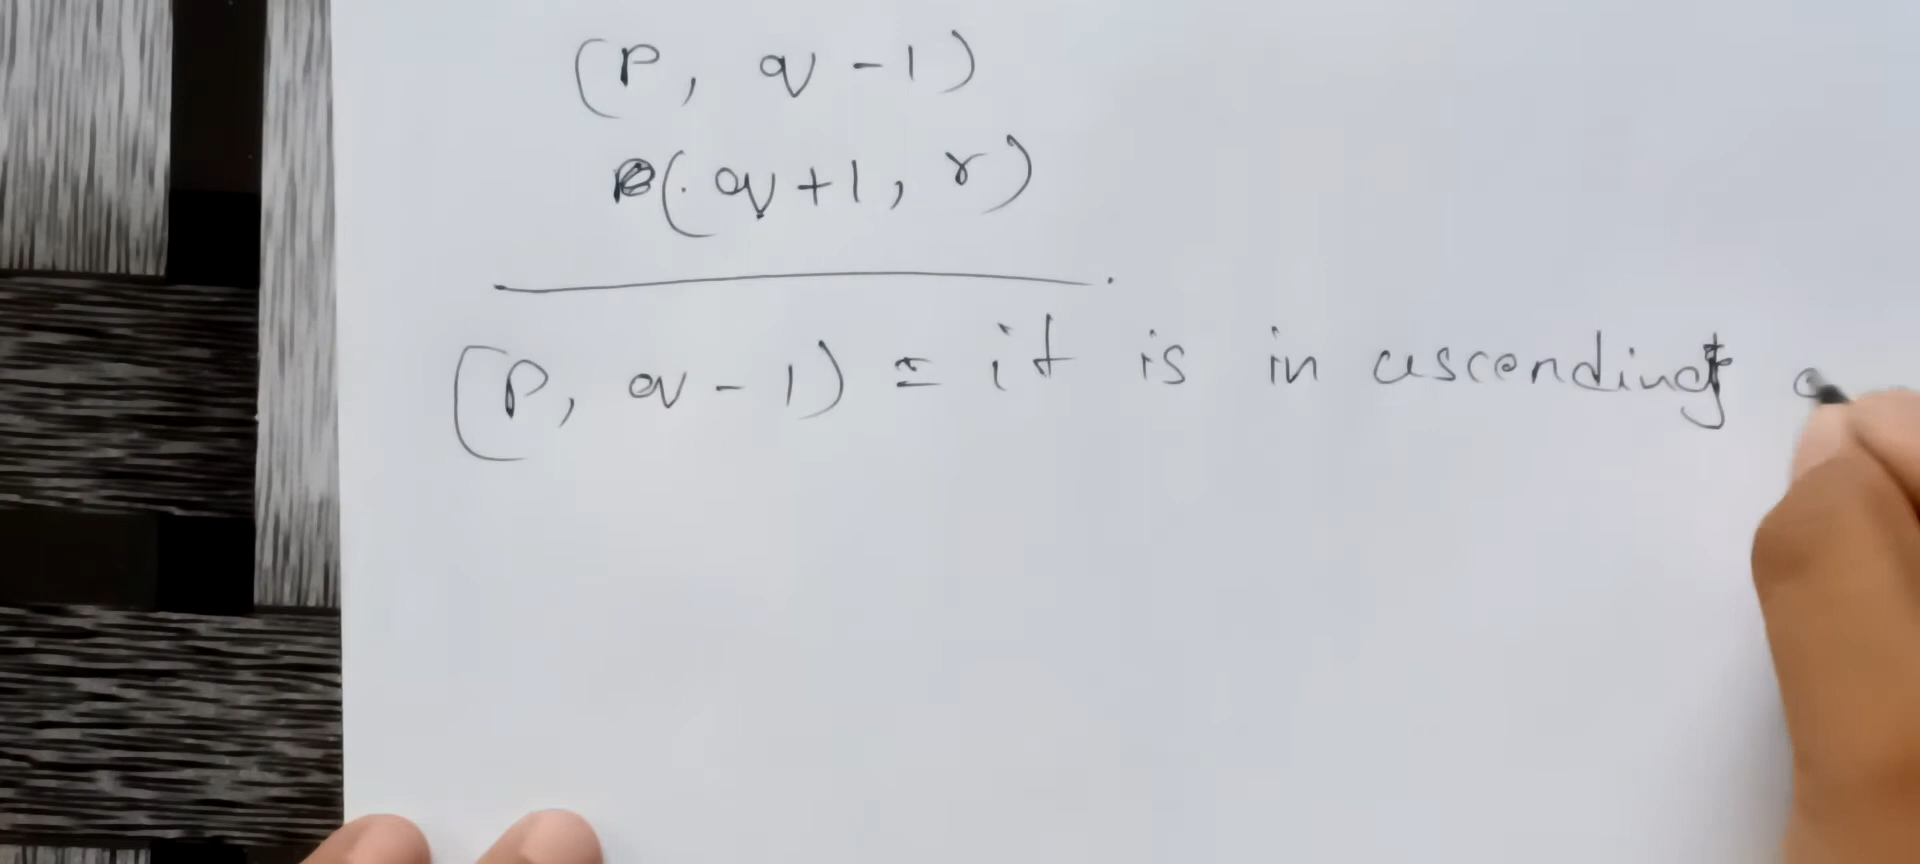 (P, q - 1)
(q + 1, r)
(P, q - 1) = it is in ascending